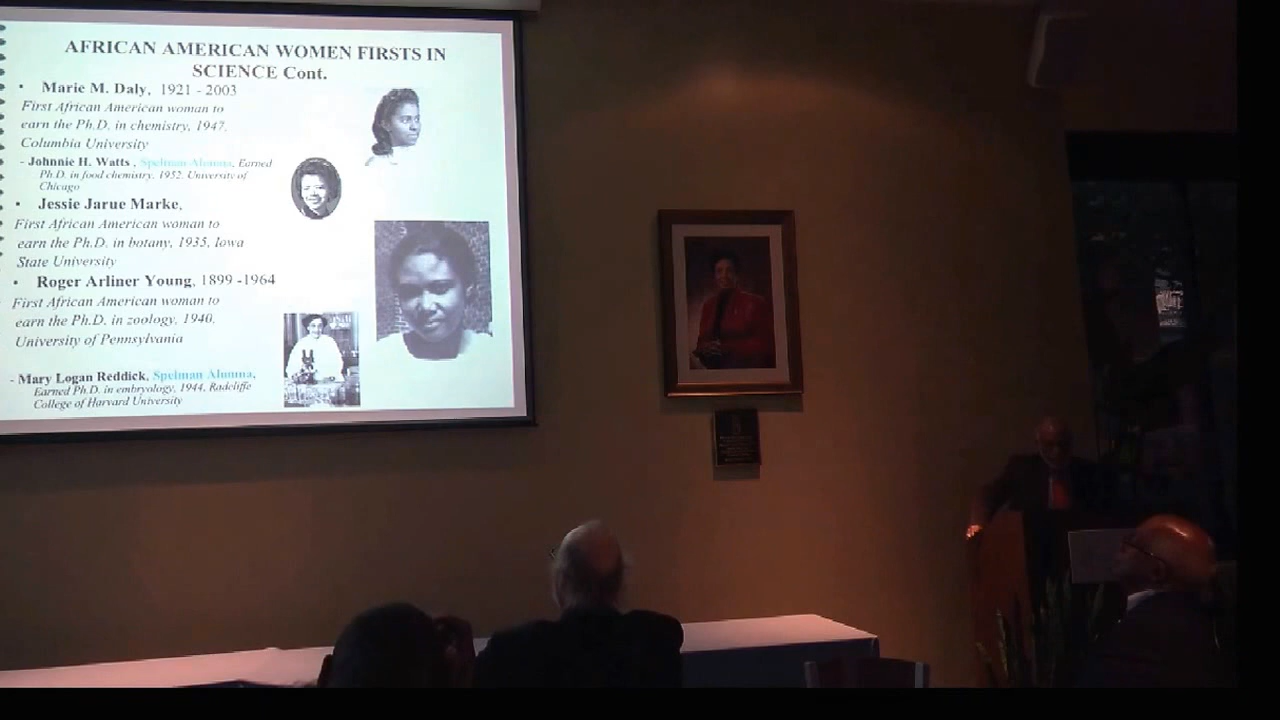 AFRICAN AMERICAN WOMEN FIRSTS IN
SCIENCE Cont.
• Marie M. Daly, 1921 - 2003
First African American woman to
earn the Ph.D. in chemistry, 1947,
Columbia University
- Johnnie H. Watts , Spelman Alumna, Earned
Ph.D. in food chemistry, 1952, University of
Chicago
• Jessie Jarue Marke,
First African American woman to
earn the Ph.D. in botany, 1935, Iowa
State University
• Roger Arliner Young, 1899 -1964
First African American woman to
earn the Ph.D. in zoology, 1940,
University of Pennsylvania
- Mary Logan Reddick, Spelman Alumna,
Earned Ph.D. in embryology, 1944, Radcliffe
College of Harvard University